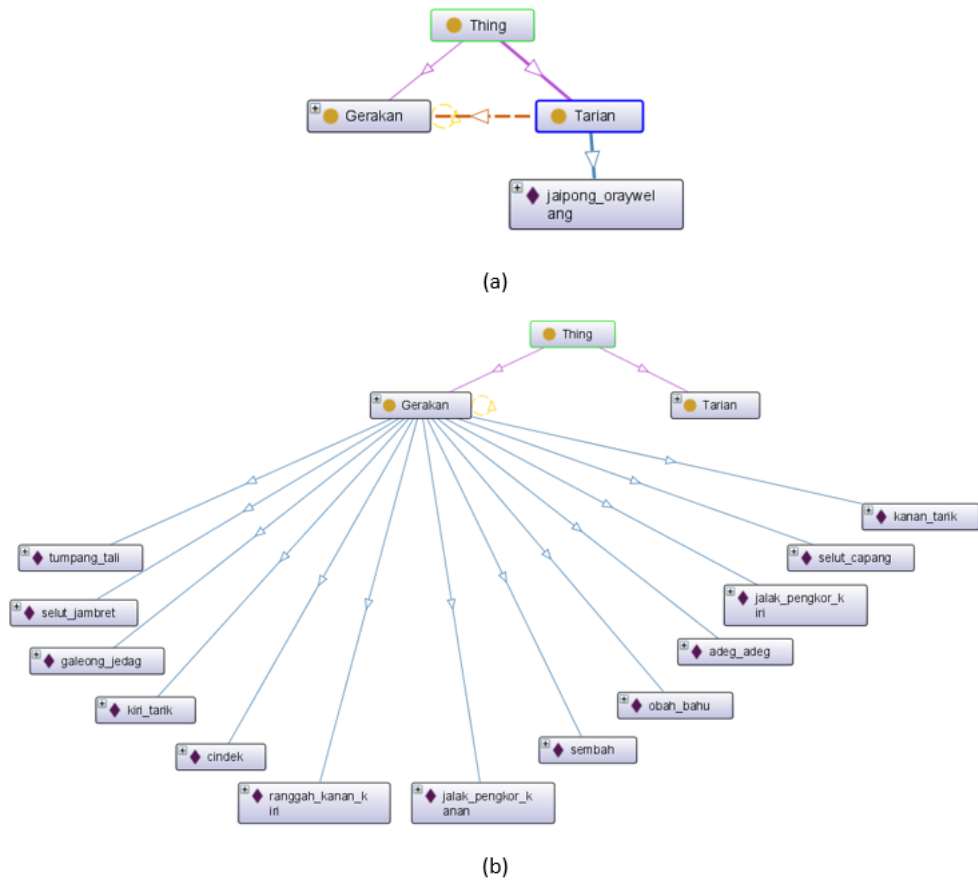 Thing
Gerakan
Tarian
jaipong_oraywel
ang
(a)
Thing
Gerakan
Tarian
kanan_tarik
tumpang_tali
selut_capang
selut_jambret
jalak_pengkor_k
iri
galeong_jedag
adeg_adeg
kiri_tarik
obah_bahu
cindek
sembah
ranggah_kanan_k
iri
jalak_pengkor_k
anan
(b)